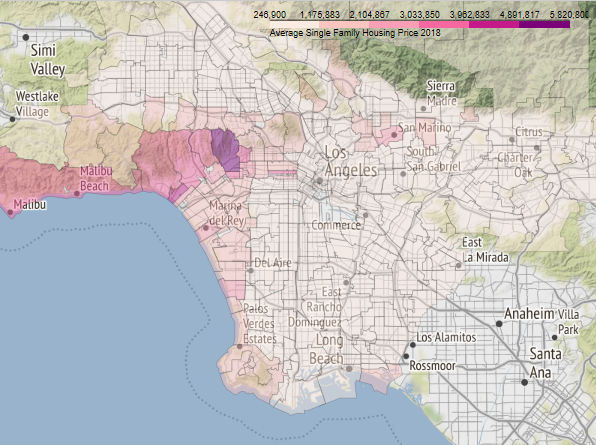 246,900 1,175,883 2,104,867 3,033,850 3,962,833 4,891,817 5,820,800
Average Single Family Housing Price 2018
Simi
Valley
Westlake
Village
Sierra
Madre
San Marino
Citrus
Los
Angeles
South
San Gabriel
Charter
Oak
Malibu
Beach
Malibu
Marina
del Rey
Commerce
East
La Mirada
Del Aire
East
Rancho
Dominguez
Palos
Verdes
Estates
Long
Beach
Anaheim
Villa
Park
Los Alamitos
Rossmoor
Santa
Ana